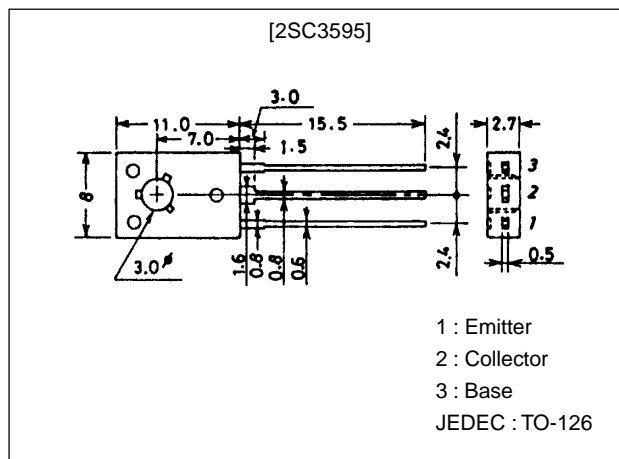 [2SC3595]
3.0
11.0
15.5
7.0
1.5
2.4
2.7
8
3
2
1
3.0ø
1.6
0.8
0.8
0.6
2.4
0.5
1 : Emitter
2 : Collector
3 : Base
JEDEC : TO-126